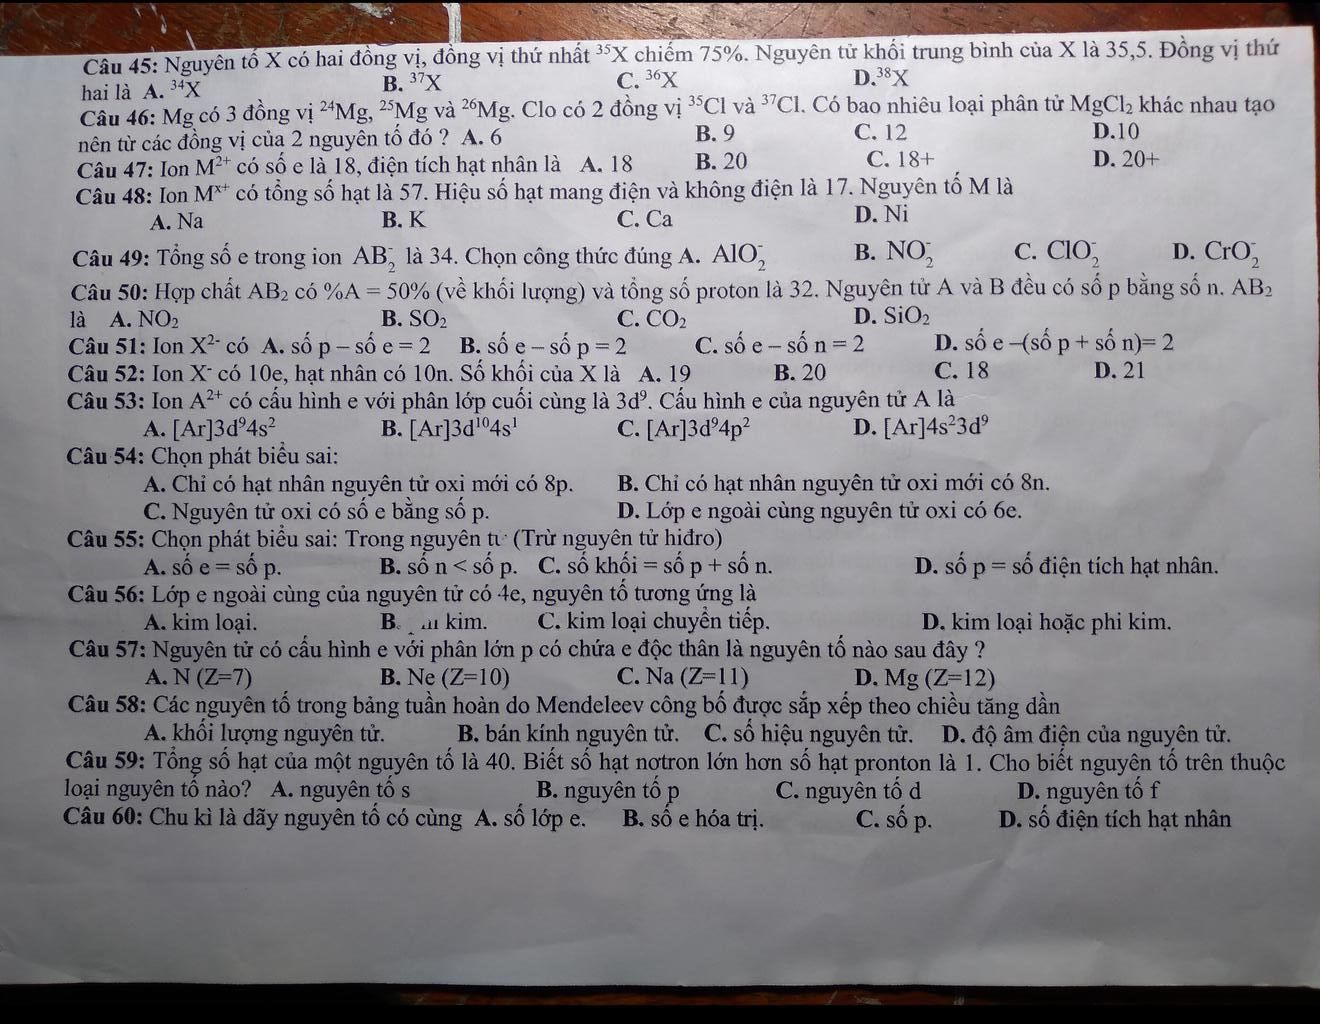 Câu 45: Nguyên tố X có hai đồng vị, đồng vị thứ nhất ³⁵X chiếm 75%. Nguyên tử khối trung bình của X là 35,5. Đồng vị thứ
hai là A. ³⁴X B. ³⁷X C. ³⁶X D.³⁸X
Câu 46: Mg có 3 đồng vị ²⁴Mg, ²⁵Mg và ²⁶Mg. Clo có 2 đồng vị ³⁵Cl và ³⁷Cl. Có bao nhiêu loại phân tử MgCl₂ khác nhau tạo
nên từ các đồng vị của 2 nguyên tố đó ? A. 6 B. 9 C. 12 D.10
Câu 47: Ion M²⁺ có số e là 18, điện tích hạt nhân là A. 18 B. 20 C. 18+ D. 20+
Câu 48: Ion Mˣ⁺ có tổng số hạt là 57. Hiệu số hạt mang điện và không điện là 17. Nguyên tố M là
A. Na B. K C. Ca D. Ni
Câu 49: Tổng số e trong ion AB₂⁻ là 34. Chọn công thức đúng A. AlO₂⁻ B. NO₂⁻ C. ClO₂⁻ D. CrO₂⁻
Câu 50: Hợp chất AB₂ có %A = 50% (về khối lượng) và tổng số proton là 32. Nguyên tử A và B đều có số p bằng số n. AB₂
là A. NO₂ B. SO₂ C. CO₂ D. SiO₂
Câu 51: Ion X²⁻ có A. số p – số e = 2 B. số e – số p = 2 C. số e – số n = 2 D. số e –(số p + số n)= 2
Câu 52: Ion X⁻ có 10e, hạt nhân có 10n. Số khối của X là A. 19 B. 20 C. 18 D. 21
Câu 53: Ion A²⁺ có cấu hình e với phân lớp cuối cùng là 3d⁹. Cấu hình e của nguyên tử A là
A. [Ar]3d⁹4s² B. [Ar]3d¹⁰4s¹ C. [Ar]3d⁹4p² D. [Ar]4s²3d⁹
Câu 54: Chọn phát biểu sai:
A. Chỉ có hạt nhân nguyên tử oxi mới có 8p. B. Chỉ có hạt nhân nguyên tử oxi mới có 8n.
C. Nguyên tử oxi có số e bằng số p. D. Lớp e ngoài cùng nguyên tử oxi có 6e.
Câu 55: Chọn phát biểu sai: Trong nguyên (Trừ nguyên tử hiđro)
A. số e = số p. B. số n < số p. C. số khối = số p + số n. D. số p = số điện tích hạt nhân.
Câu 56: Lớp e ngoài cùng của nguyên tử có 4e, nguyên tố tương ứng là
A. kim loại. B. kim. C. kim loại chuyển tiếp. D. kim loại hoặc phi kim.
Câu 57: Nguyên tử có cấu hình e với phân lớp p có chứa e độc thân là nguyên tố nào sau đây ?
A. N (Z=7) B. Ne (Z=10) C. Na (Z=11) D. Mg (Z=12)
Câu 58: Các nguyên tố trong bảng tuần hoàn do Mendeleev công bố được sắp xếp theo chiều tăng dần
A. khối lượng nguyên tử. B. bán kính nguyên tử. C. số hiệu nguyên tử. D. độ âm điện của nguyên tử.
Câu 59: Tổng số hạt của một nguyên tố là 40. Biết số hạt nơtron lớn hơn số hạt pronton là 1. Cho biết nguyên tố trên thuộc
loại nguyên tố nào? A. nguyên tố s B. nguyên tố p C. nguyên tố d D. nguyên tố f
Câu 60: Chu kì là dãy nguyên tố có cùng A. số lớp e. B. số e hóa trị. C. số p. D. số điện tích hạt nhân